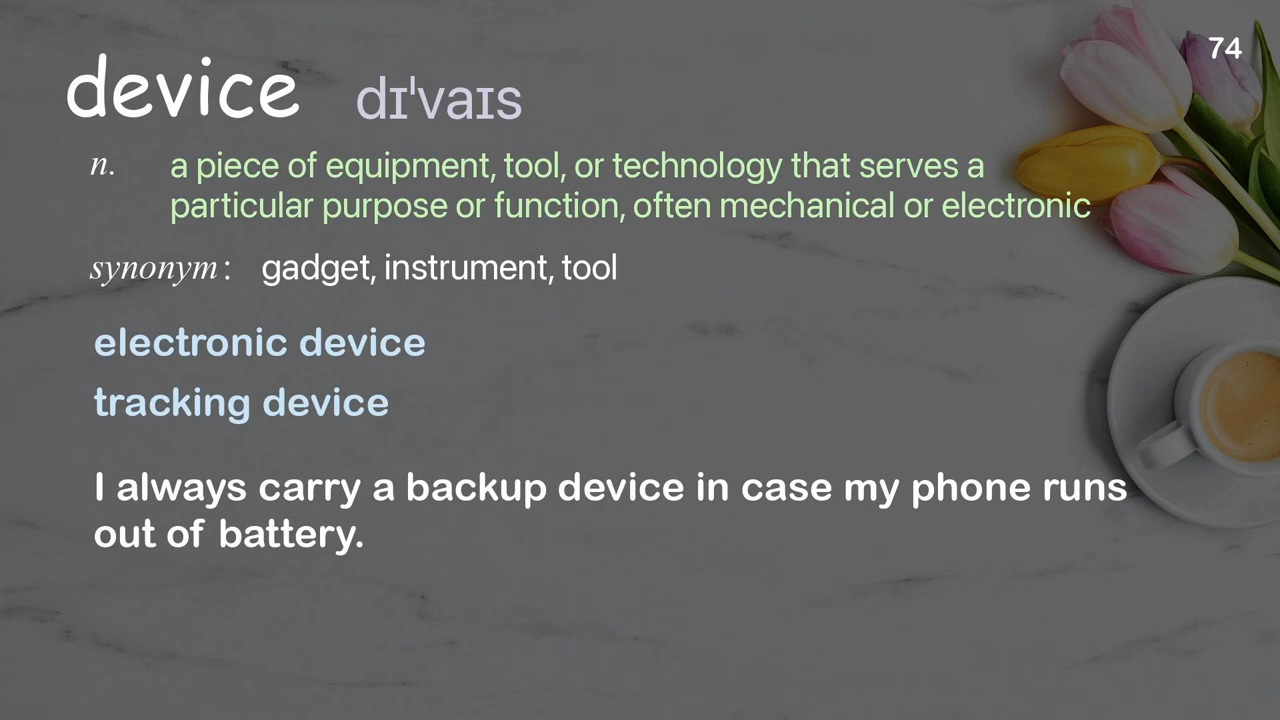 74
device dɪˈvaɪs
n. a piece of equipment, tool, or technology that serves a
particular purpose or function, often mechanical or electronic
synonym: gadget, instrument, tool
electronic device
tracking device
I always carry a backup device in case my phone runs
out of battery.